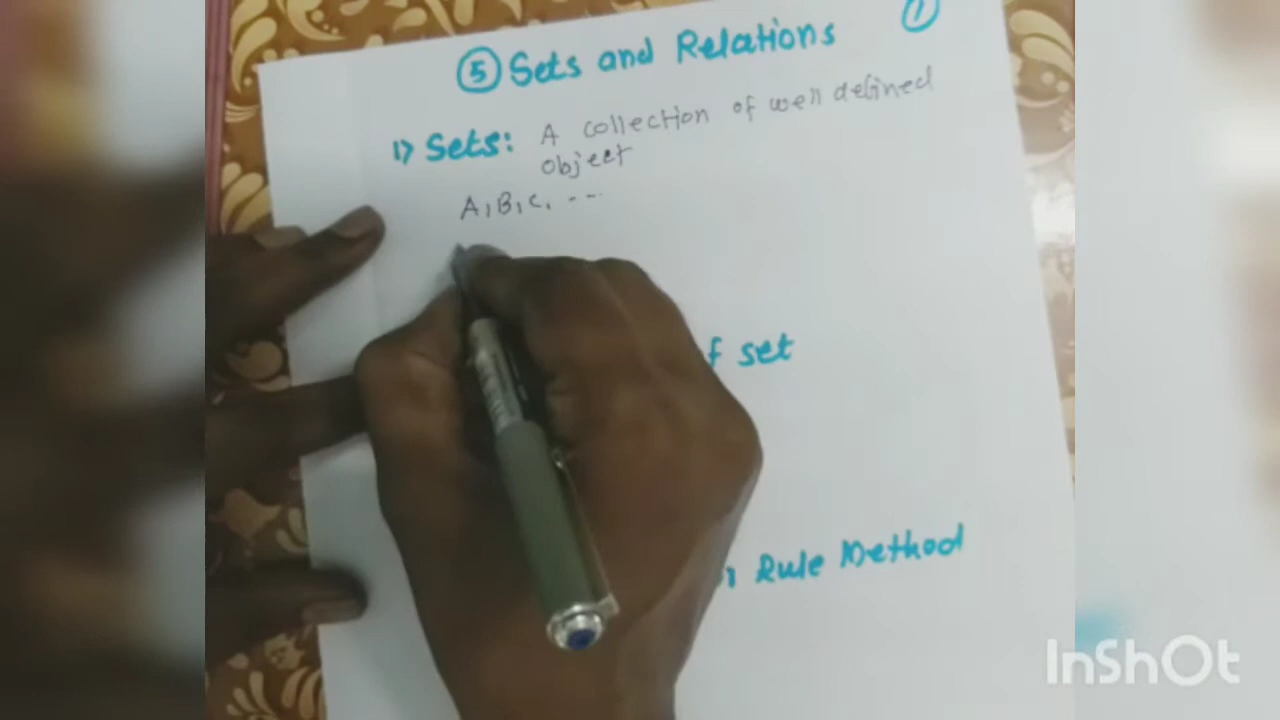 ⑤ Sets and Relations ①
1) Sets: A collection of well defined
object
A, B, C, ---
f set
Rule Method
InShOt